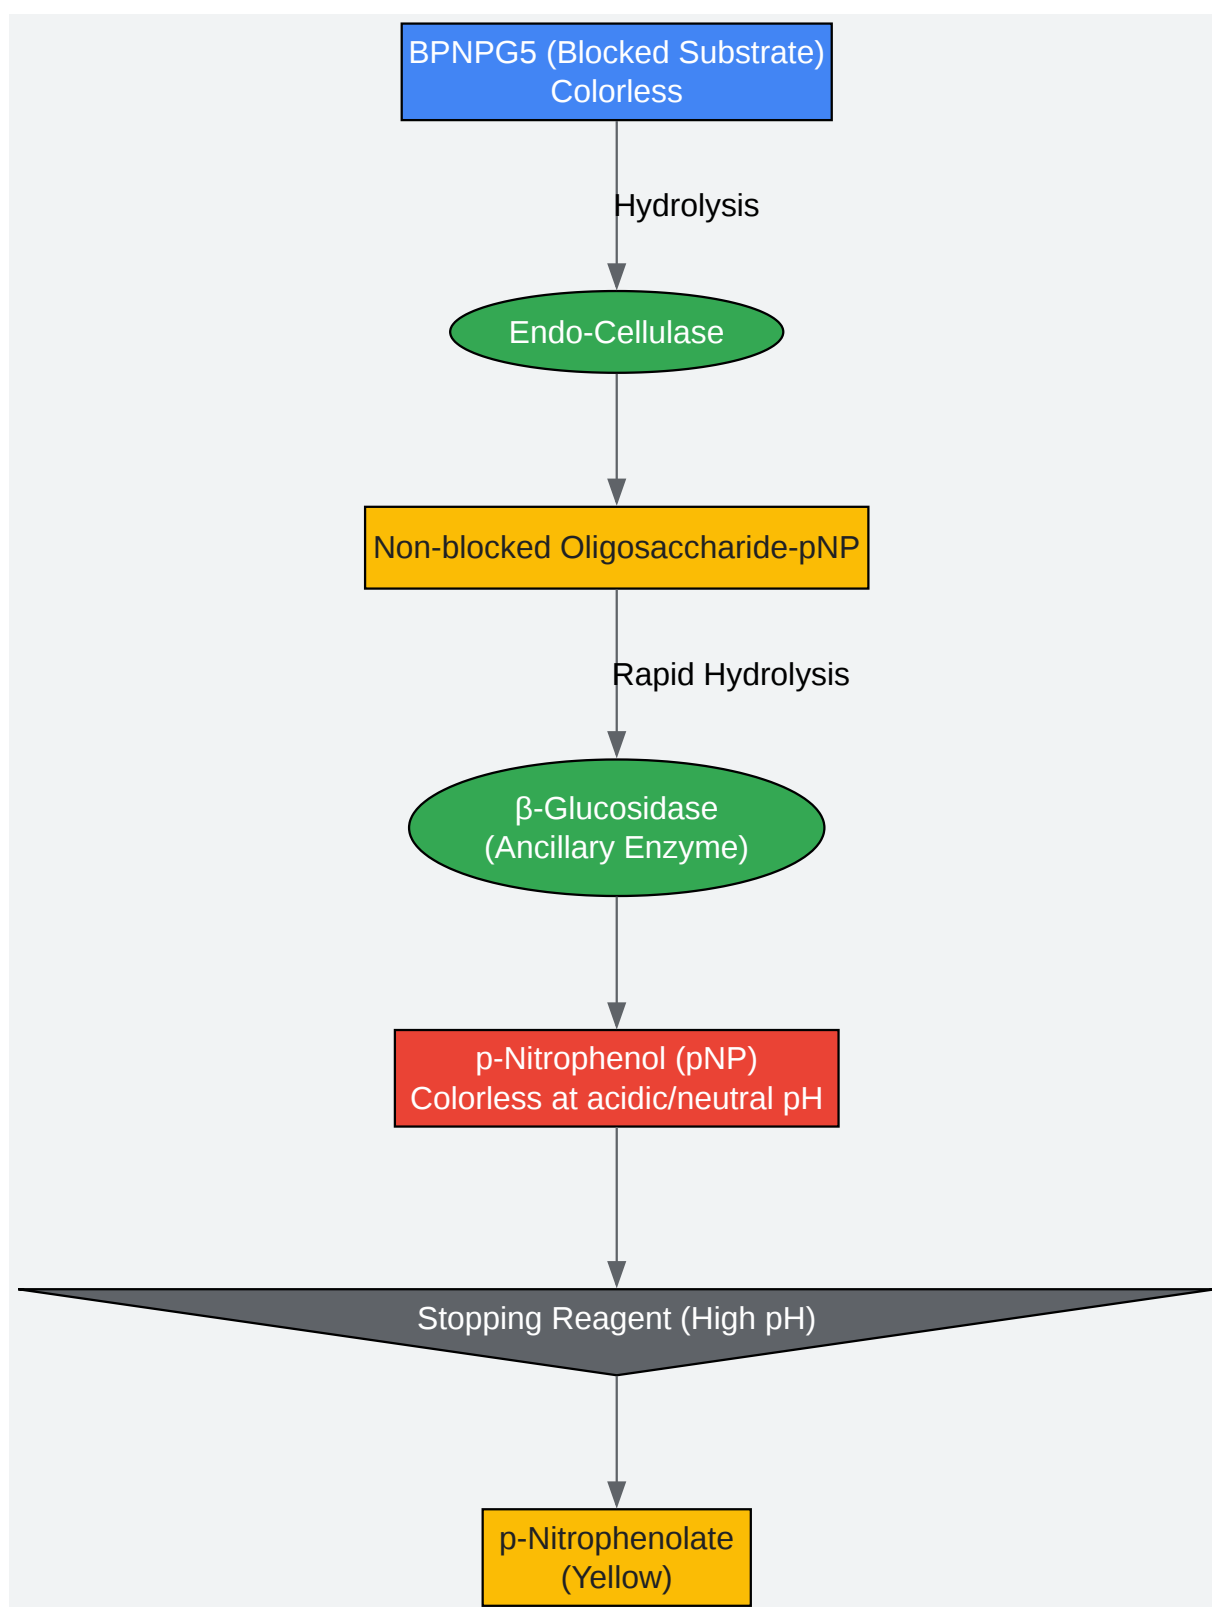 BPNPG5 (Blocked Substrate)
Colorless
Hydrolysis
Endo-Cellulase
Non-blocked Oligosaccharide-pNP
Rapid Hydrolysis
β-Glucosidase
(Ancillary Enzyme)
p-Nitrophenol (pNP)
Colorless at acidic/neutral pH
Stopping Reagent (High pH)
p-Nitrophenolate
(Yellow)